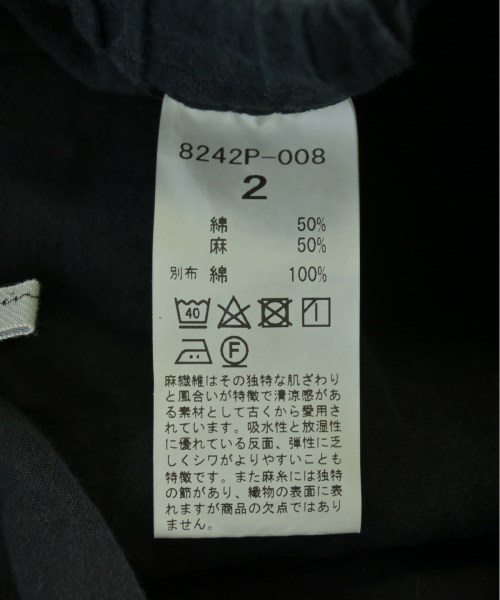 8242P-008
2
綿 50%
麻 50%
別布 綿 100%
40
F
麻繊維はその独特な肌ざわり
と風合いが特徴で清涼感があ
る素材として古くから愛用さ
れています。吸水性と放湿性
に優れている反面、弾性に乏
しくシワがよりやすいことも
特徴です。また麻糸には独特
の節があり、織物の表面に表
れますが商品の欠点ではあり
ません。